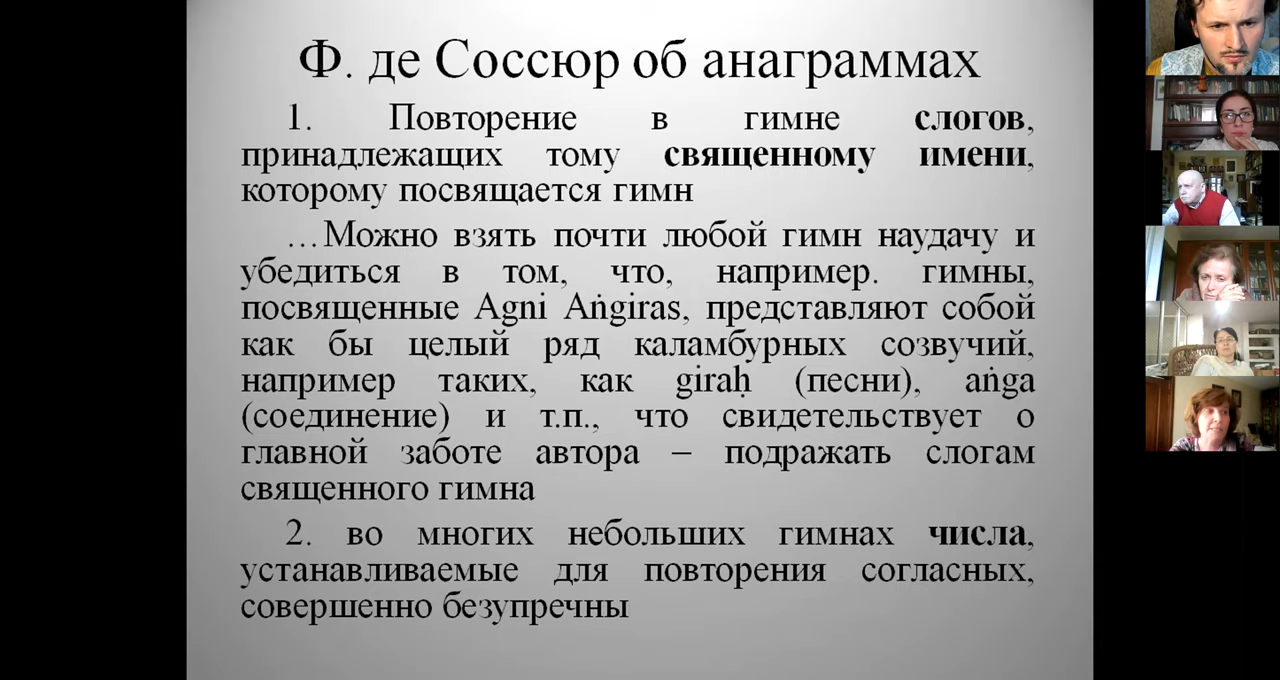 Ф. де Соссюр об анаграммах
1. Повторение в гимне слогов,
принадлежащих тому священному имени,
которому посвящается гимн
…Можно взять почти любой гимн наудачу и
убедиться в том, что, например. гимны,
посвященные Agni Aṅgiras, представляют собой
как бы целый ряд каламбурных созвучий,
например таких, как giraḥ (песни), aṅga
(соединение) и т.п., что свидетельствует о
главной заботе автора – подражать слогам
священного гимна
2. во многих небольших гимнах числа,
устанавливаемые для повторения согласных,
совершенно безупречны